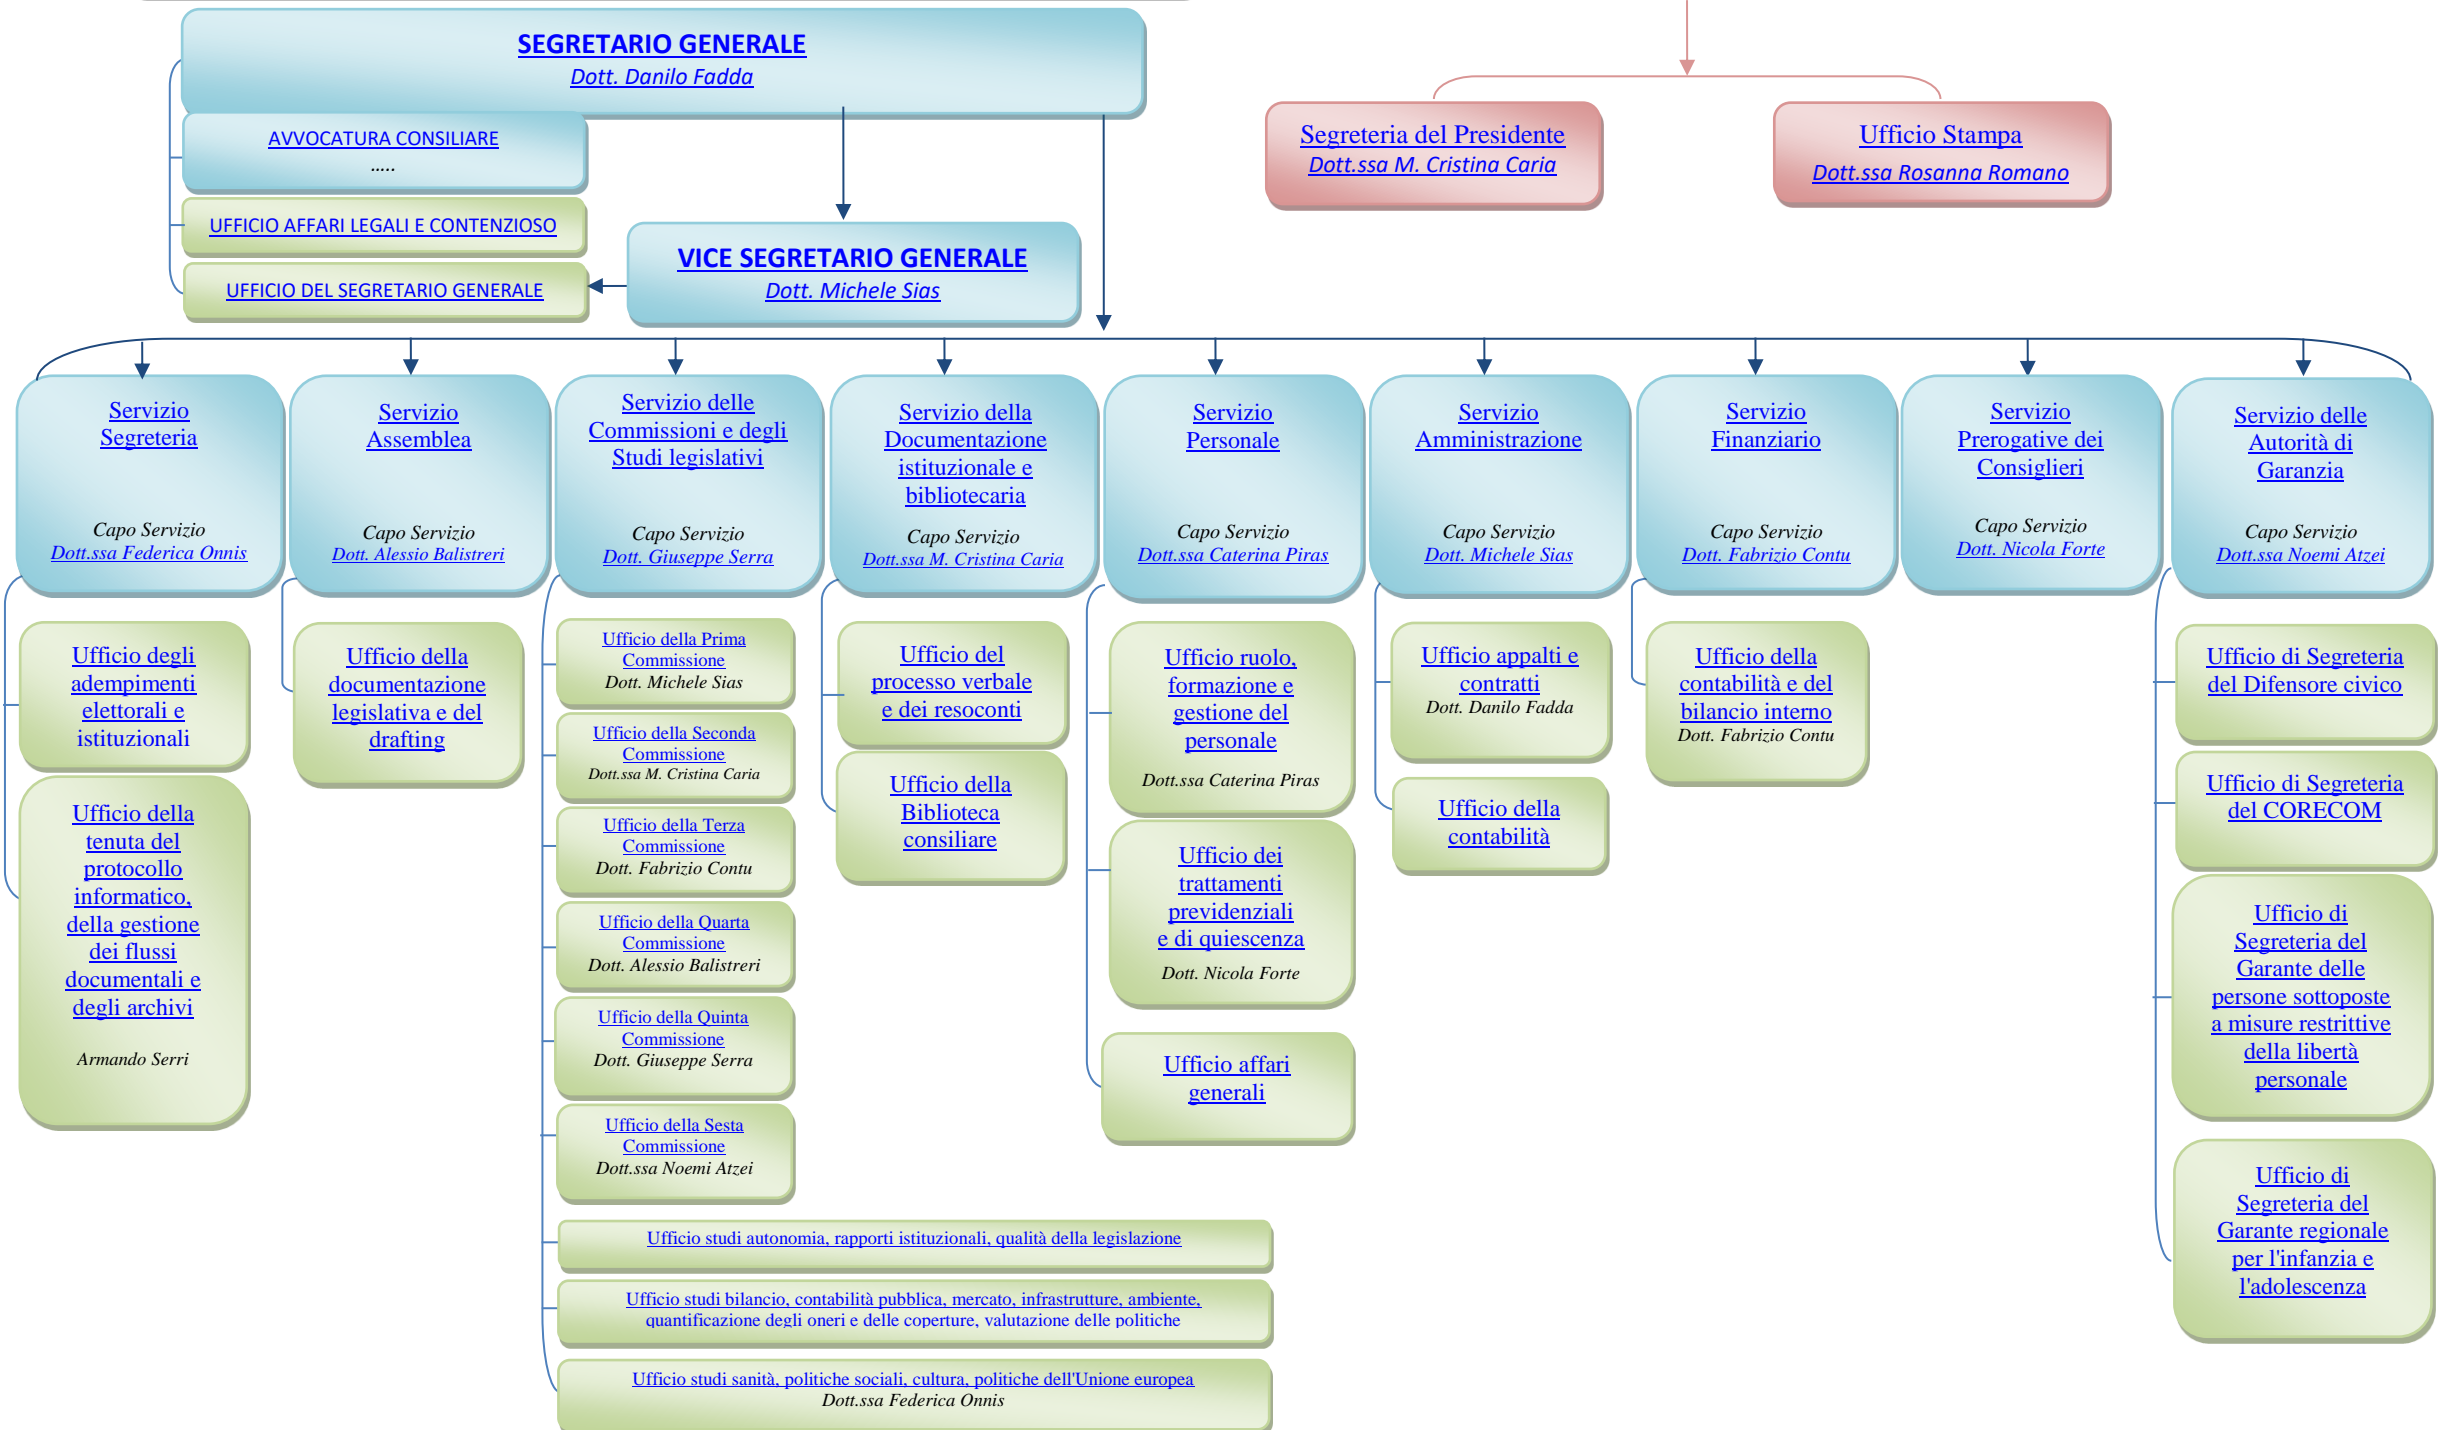 SEGRETARIO GENERALE
Dott. Danilo Fadda
AVVOCATURA CONSILIARE
.....
UFFICIO AFFARI LEGALI E CONTENZIOSO
UFFICIO DEL SEGRETARIO GENERALE
VICE SEGRETARIO GENERALE
Dott. Michele Sias
Segreteria del Presidente
Dott.ssa M. Cristina Caria
Ufficio Stampa
Dott.ssa Rosanna Romano
Servizio
Segreteria
Capo Servizio
Dott.ssa Federica Onnis
Servizio
Assemblea
Capo Servizio
Dott. Alessio Balistreri
Servizio delle
Commissioni e degli
Studi legislativi
Capo Servizio
Dott. Giuseppe Serra
Servizio della
Documentazione
istituzionale e
bibliotecaria
Capo Servizio
Dott.ssa M. Cristina Caria
Servizio
Personale
Capo Servizio
Dott.ssa Caterina Piras
Servizio
Amministrazione
Capo Servizio
Dott. Michele Sias
Servizio
Finanziario
Capo Servizio
Dott. Fabrizio Contu
Servizio
Prerogative dei
Consiglieri
Capo Servizio
Dott. Nicola Forte
Servizio delle
Autorità di
Garanzia
Capo Servizio
Dott.ssa Noemi Atzei
Ufficio degli
adempimenti
elettorali e
istituzionali
Ufficio della
tenuta del
protocollo
informatico,
della gestione
dei flussi
documentali e
degli archivi
Armando Serri
Ufficio della
documentazione
legislativa e del
drafting
Ufficio della Prima
Commissione
Dott. Michele Sias
Ufficio della Seconda
Commissione
Dott.ssa M. Cristina Caria
Ufficio della Terza
Commissione
Dott. Fabrizio Contu
Ufficio della Quarta
Commissione
Dott. Alessio Balistreri
Ufficio della Quinta
Commissione
Dott. Giuseppe Serra
Ufficio della Sesta
Commissione
Dott.ssa Noemi Atzei
Ufficio studi autonomia, rapporti istituzionali, qualità della legislazione
Ufficio studi bilancio, contabilità pubblica, mercato, infrastrutture, ambiente,
quantificazione degli oneri e delle coperture, valutazione delle politiche
Ufficio studi sanità, politiche sociali, cultura, politiche dell'Unione europea
Dott.ssa Federica Onnis
Ufficio del
processo verbale
e dei resoconti
Ufficio della
Biblioteca
consiliare
Ufficio ruolo,
formazione e
gestione del
personale
Dott.ssa Caterina Piras
Ufficio dei
trattamenti
previdenziali
e di quiescenza
Dott. Nicola Forte
Ufficio affari
generali
Ufficio appalti e
contratti
Dott. Danilo Fadda
Ufficio della
contabilità
Ufficio della
contabilità e del
bilancio interno
Dott. Fabrizio Contu
Ufficio di Segreteria
del Difensore civico
Ufficio di Segreteria
del CORECOM
Ufficio di
Segreteria del
Garante delle
persone sottoposte
a misure restrittive
della libertà
personale
Ufficio di
Segreteria del
Garante regionale
per l'infanzia e
l'adolescenza